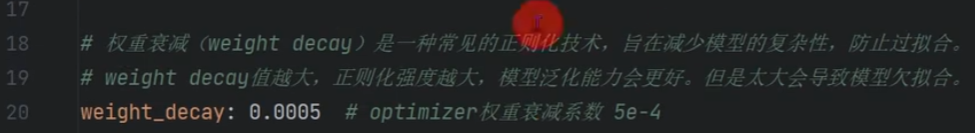 17
18 # 权重衰减（weight decay）是一种常见的正则化技术，旨在减少模型的复杂性，防止过拟合。
19 # weight decay值越大，正则化强度越大，模型泛化能力会更好。但是太大会导致模型欠拟合。
20 weight_decay: 0.0005 # optimizer权重衰减系数 5e-4